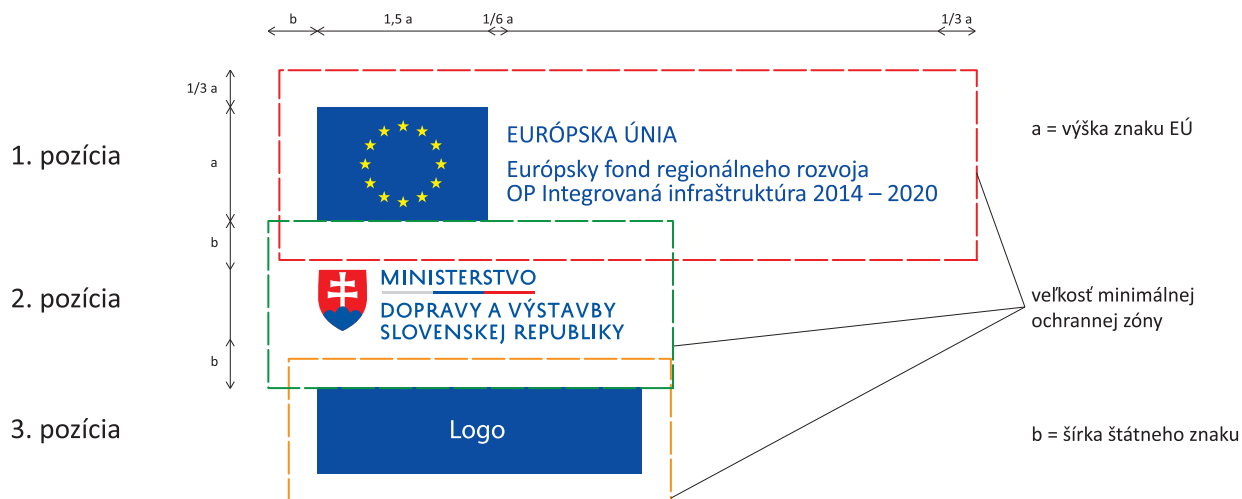 b
1,5 a
1/6 a
1/3 a
1/3 a
1. pozícia
a
EURÓPSKA ÚNIA
Európsky fond regionálneho rozvoja
OP Integrovaná infraštruktúra 2014 – 2020
a = výška znaku EÚ
b
2. pozícia
MINISTERSTVO
DOPRAVY A VÝSTAVBY
SLOVENSKEJ REPUBLIKY
veľkosť minimálnej
ochrannej zóny
b
3. pozícia
Logo
b = šírka štátneho znaku